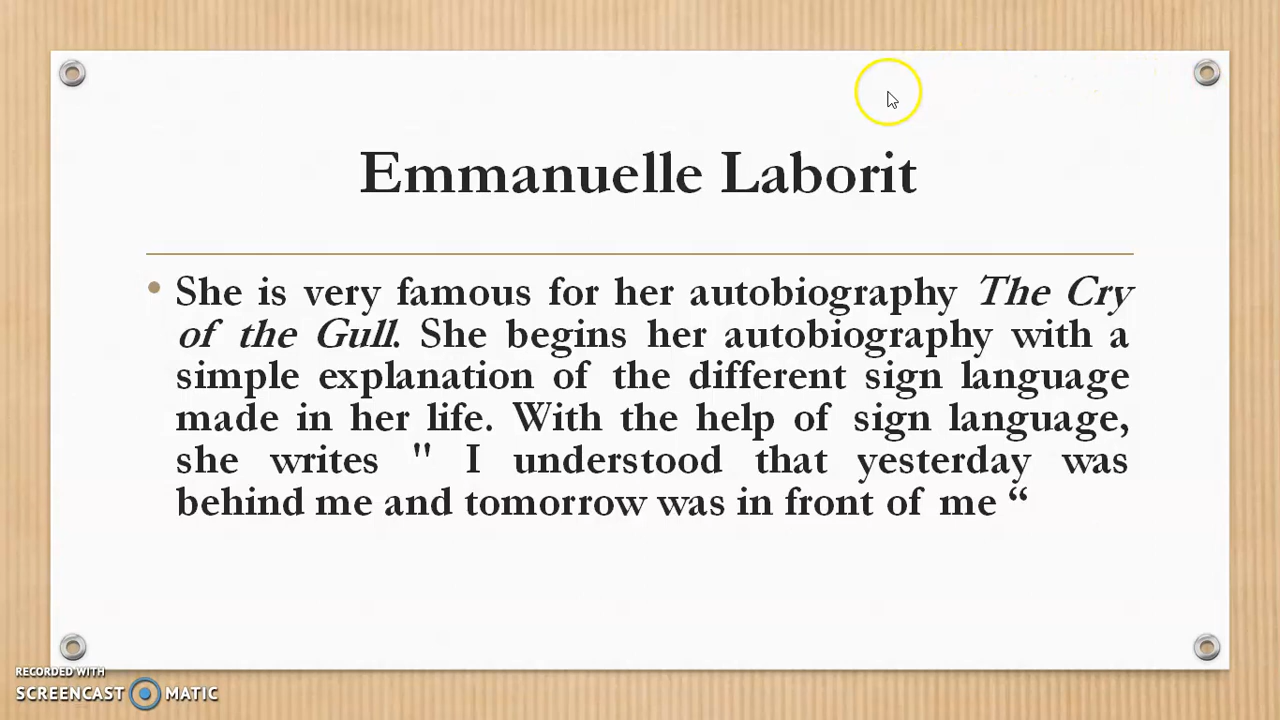 Emmanuelle Laborit
• She is very famous for her autobiography The Cry
of the Gull. She begins her autobiography with a
simple explanation of the different sign language
made in her life. With the help of sign language,
she writes " I understood that yesterday was
behind me and tomorrow was in front of me “
RECORDED WITH
SCREENCAST MATIC